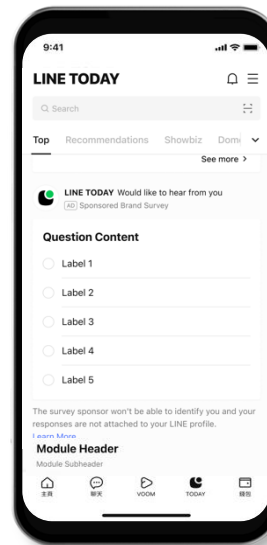 9:41
LINE TODAY
Search
Top Recommendations Showbiz Dom
See more >
LINE TODAY Would like to hear from you
AD Sponsored Brand Survey
Question Content
Label 1
Label 2
Label 3
Label 4
Label 5
The survey sponsor won't be able to identify you and your
responses are not attached to your LINE profile.
Learn More
Module Header
Module Subheader
主頁 聊天 VOOM TODAY 錢包